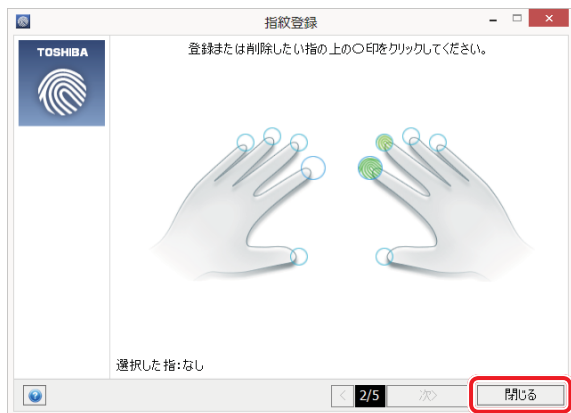 指紋登録
TOSHIBA
登録または削除したい指の上の○印をクリックしてください。
選択した指:なし
?
< 2/5 次> 閉じる